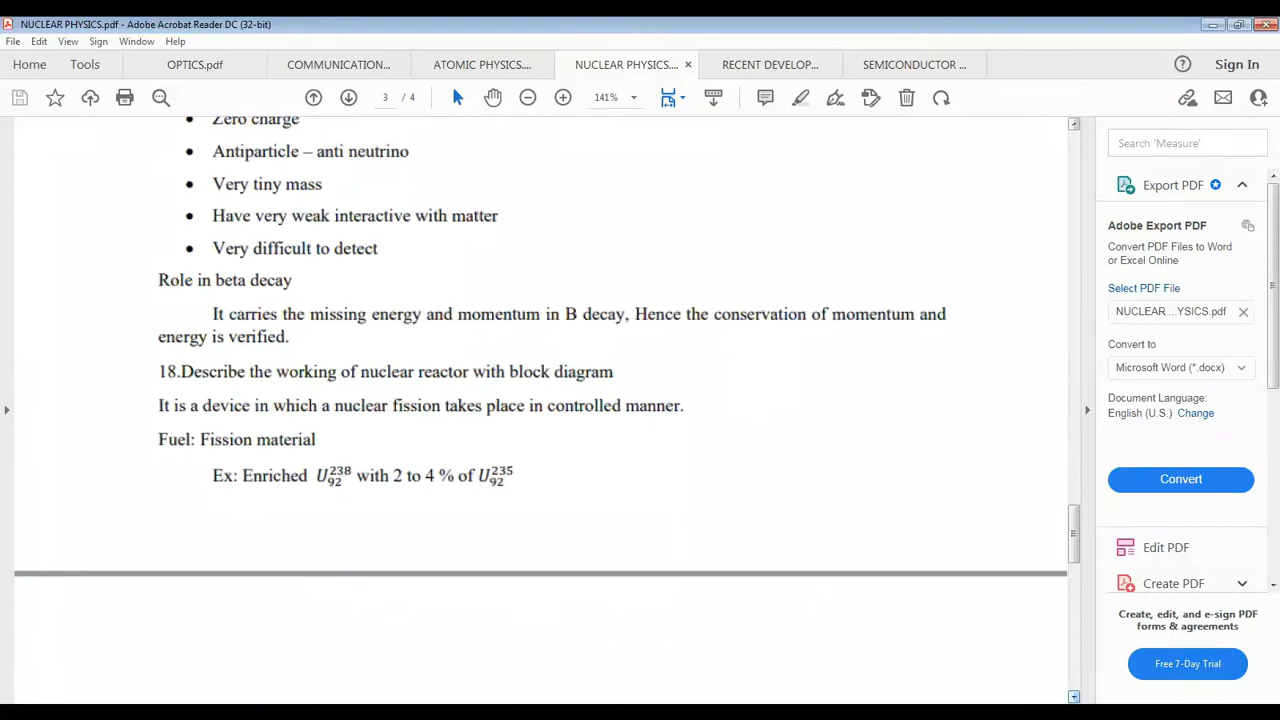 NUCLEAR PHYSICS.pdf - Adobe Acrobat Reader DC (32-bit)
File Edit View Sign Window Help
Home Tools OPTICS.pdf COMMUNICATION... ATOMIC PHYSICS.... NUCLEAR PHYSICS.... × RECENT DEVELOP... SEMICONDUCTOR ... Sign In
3 / 4 141%
Zero charge
• Antiparticle – anti neutrino
• Very tiny mass
• Have very weak interactive with matter
• Very difficult to detect
Role in beta decay
It carries the missing energy and momentum in B decay, Hence the conservation of momentum and
energy is verified.
18.Describe the working of nuclear reactor with block diagram
It is a device in which a nuclear fission takes place in controlled manner.
Fuel: Fission material
Ex: Enriched U₉₂²³⁸ with 2 to 4 % of U₉₂²³⁵
Search 'Measure'
Export PDF
Adobe Export PDF
Convert PDF Files to Word
or Excel Online
Select PDF File
NUCLEAR ...YSICS.pdf
Convert to
Microsoft Word (*.docx)
Document Language:
English (U.S.) Change
Convert
Edit PDF
Create PDF
Create, edit, and e-sign PDF
forms & agreements
Free 7-Day Trial